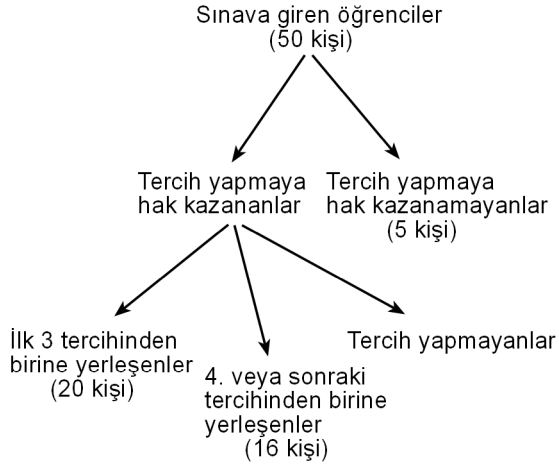 Sınava giren öğrenciler
(50 kişi)
Tercih yapmaya
hak kazananlar
Tercih yapmaya
hak kazanamayanlar
(5 kişi)
İlk 3 tercihinden
birine yerleşenler
(20 kişi)
4. veya sonraki
tercihinden birine
yerleşenler
(16 kişi)
Tercih yapmayanlar